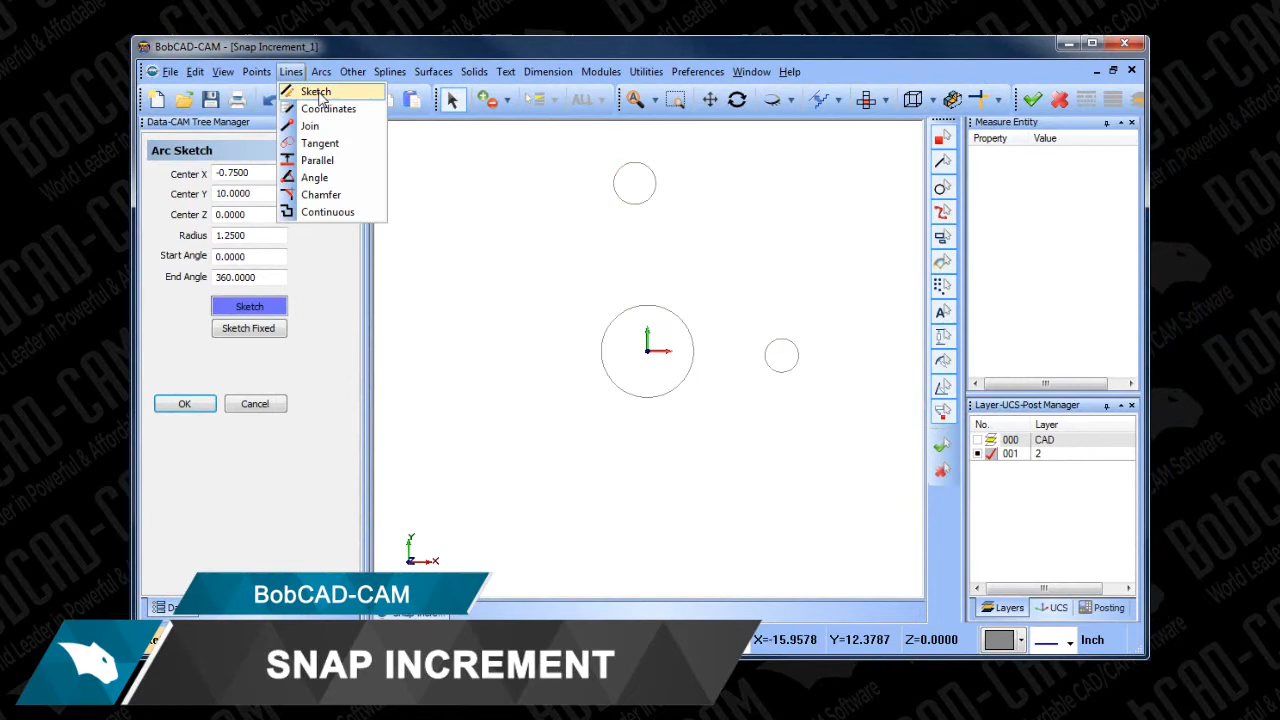 BobCAD-CAM - [Snap Increment_1]
File Edit View Points Lines Arcs Other Splines Surfaces Solids Text Dimension Modules Utilities Preferences Window Help
ALL
Data-CAM Tree Manager
Arc Sketch
Center X -0.7500
Center Y 10.0000
Center Z 0.0000
Radius 1.2500
Start Angle 0.0000
End Angle 360.0000
Sketch
Sketch Fixed
OK Cancel
Sketch
Coordinates
Join
Tangent
Parallel
Angle
Chamfer
Continuous
Y
Z
X
A
Measure Entity
Property Value
Layer-UCS-Post Manager
No. Layer
000 CAD
001 2
Layers UCS Posting
X=-15.9578 Y=12.3787 Z=0.0000 Inch
BobCAD-CAM
SNAP INCREMENT